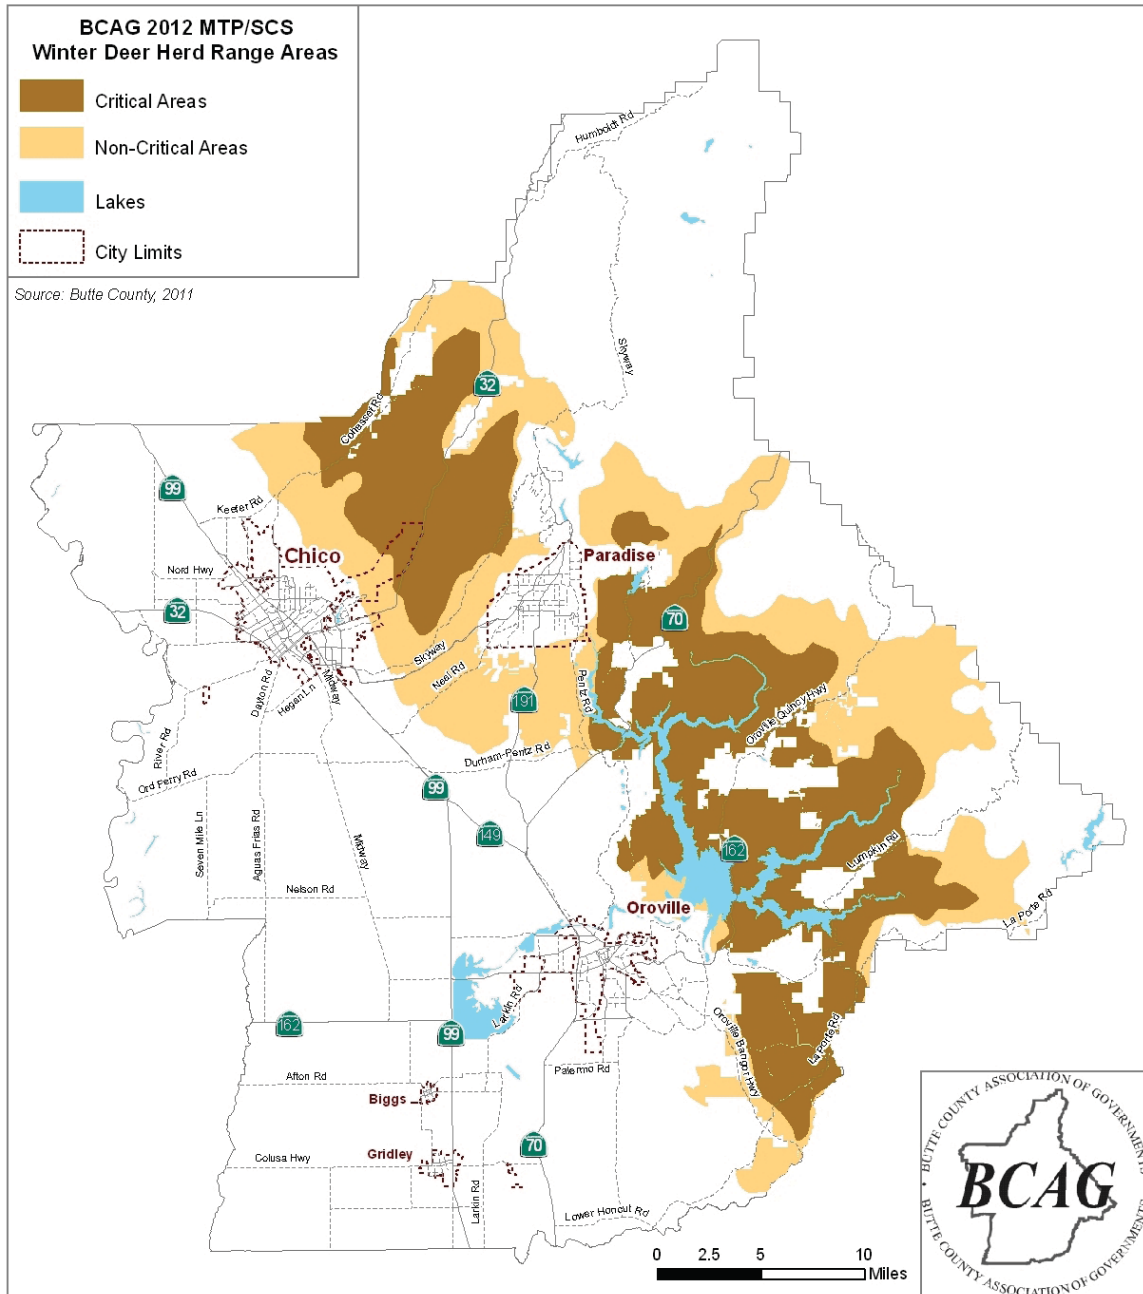 BCAG 2012 MTP/SCS
Winter Deer Herd Range Areas
Critical Areas
Non-Critical Areas
Lakes
City Limits
Source: Butte County, 2011
Humboldt Rd
Skyway
32
Cohasset Rd
99
Keefer Rd
Chico
Paradise
Nord Hwy
32
70
Skyway
Neal Rd
Midway
Dayton Rd
Hegan Ln
Pentz Rd
191
Oroville Quincy Hwy
River Rd
Durham-Pentz Rd
Ord Ferry Rd
99
149
162
Seven Mile Ln
Aguas Frias Rd
Midway
Lumpkin Rd
Nelson Rd
Oroville
La Porte Rd
Larkin Rd
162
99
Oroville Bangor Hwy
La Porte Rd
Afton Rd
Palermo Rd
Biggs
Gridley
70
Colusa Hwy
Larkin Rd
Lower Honcut Rd
0 2.5 5 10
Miles
BUTTE COUNTY ASSOCIATION OF GOVERNMENTS
BCAG
BUTTE COUNTY ASSOCIATION OF GOVERNMENTS